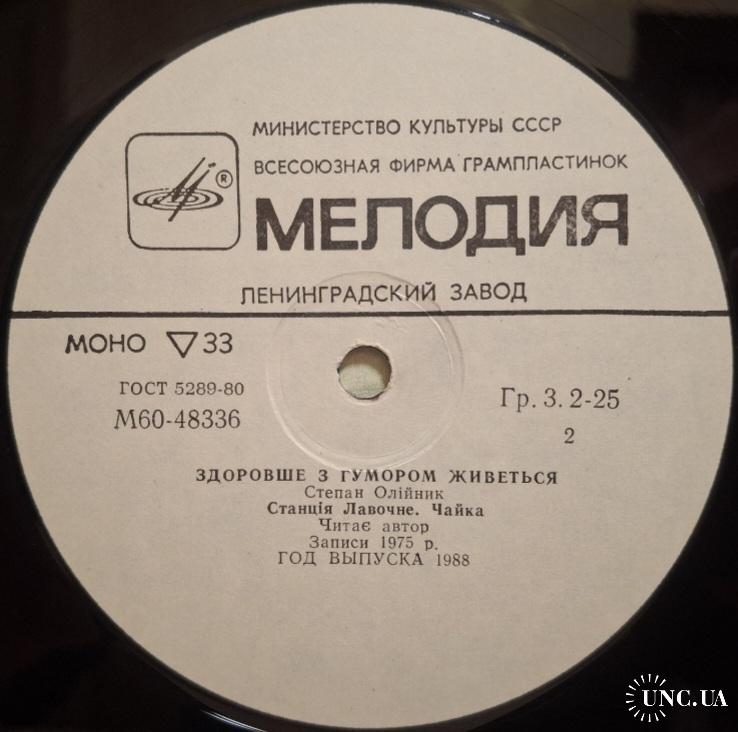 МИНИСТЕРСТВО КУЛЬТУРЫ СССР
ВСЕСОЮЗНАЯ ФИРМА ГРАМПЛАСТИНОК
®
МЕЛОДИЯ
ЛЕНИНГРАДСКИЙ ЗАВОД
МОНО ▽ 33
ГОСТ 5289-80
М60-48336
Гр. 3. 2-25
2
ЗДОРОВШЕ З ГУМОРОМ ЖИВЕТЬСЯ
Степан Олійник
Станція Лавочне. Чайка
Читає автор
Записи 1975 р.
ГОД ВЫПУСКА 1988
UNC.UA